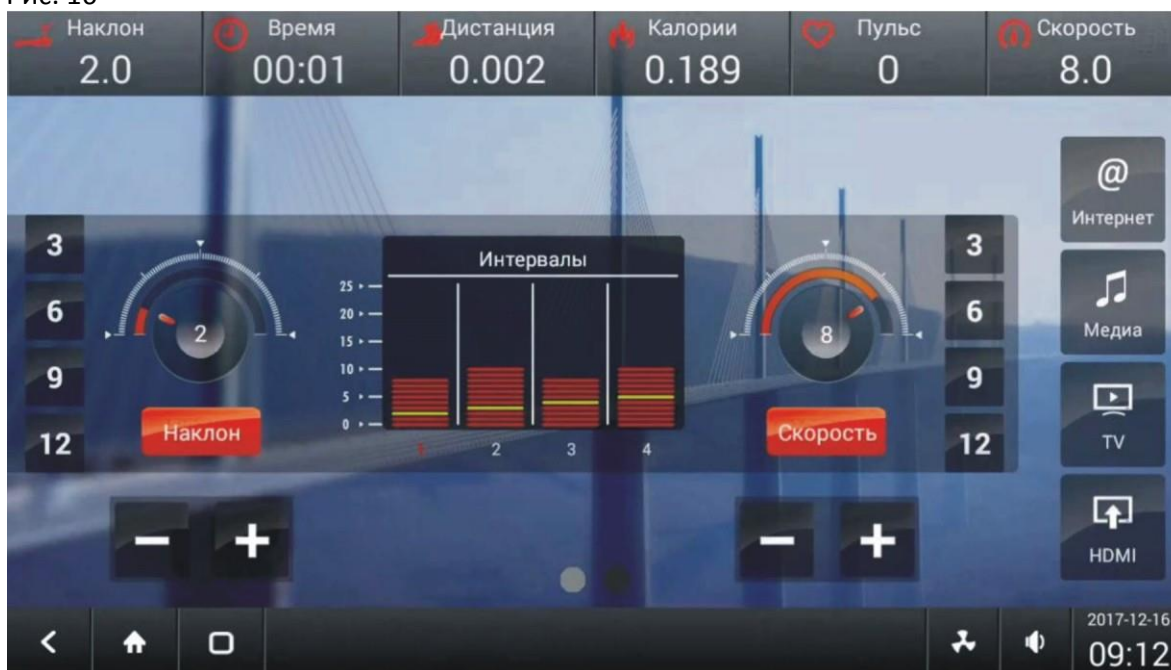 Рис. 16
Наклон
2.0
Время
00:01
Дистанция
0.002
Калории
0.189
Пульс
0
Скорость
8.0
@
Интернет
Медиа
TV
HDMI
3
6
9
12
2
Наклон
Интервалы
25
20
15
10
5
0
1 2 3 4
8
Скорость
3
6
9
12
− +
− +
2017-12-16
09:12